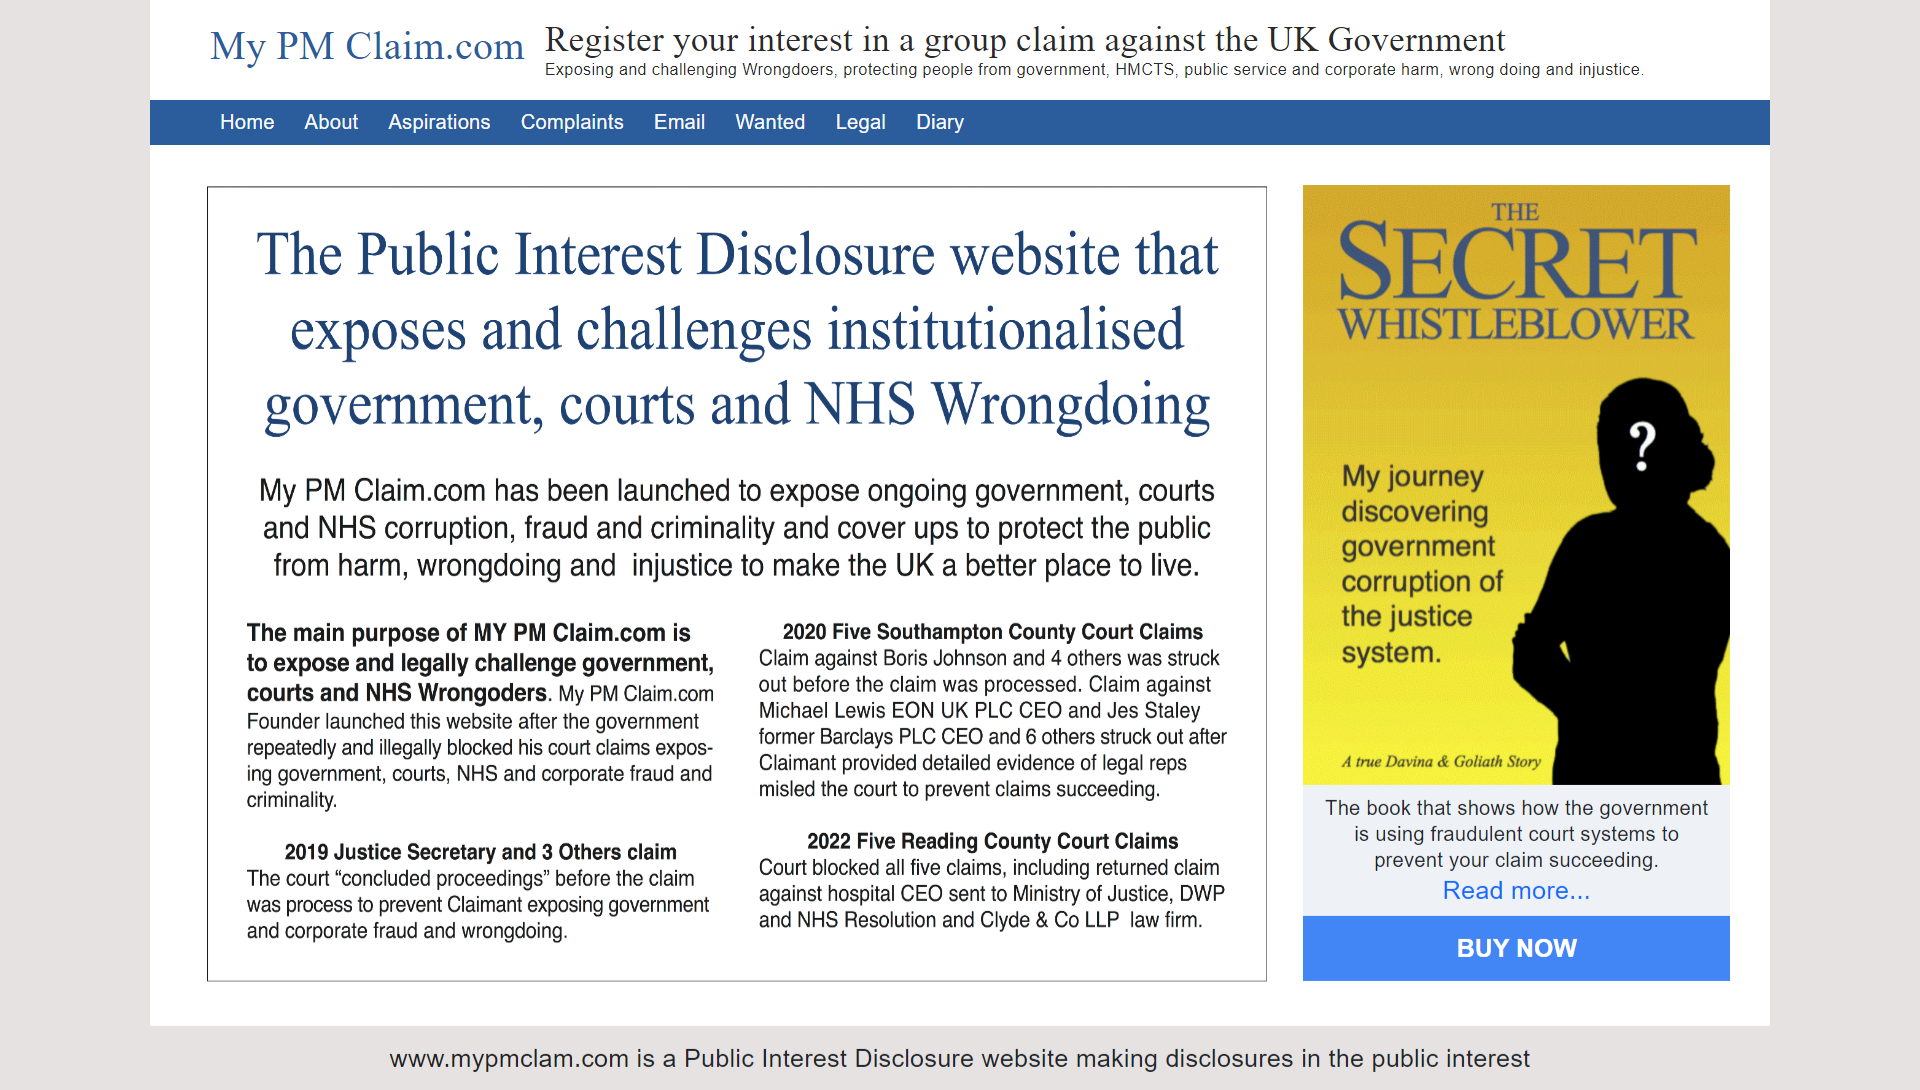 My PM Claim.com
Register your interest in a group claim against the UK Government
Exposing and challenging Wrongdoers, protecting people from government, HMCTS, public service and corporate harm, wrong doing and injustice.
Home About Aspirations Complaints Email Wanted Legal Diary
The Public Interest Disclosure website that
exposes and challenges institutionalised
government, courts and NHS Wrongdoing
My PM Claim.com has been launched to expose ongoing government, courts
and NHS corruption, fraud and criminality and cover ups to protect the public
from harm, wrongdoing and  injustice to make the UK a better place to live.
The main purpose of MY PM Claim.com is
to expose and legally challenge government,
courts and NHS Wrongoders. My PM Claim.com
Founder launched this website after the government
repeatedly and illegally blocked his court claims expos-
ing government, courts, NHS and corporate fraud and
criminality.
2019 Justice Secretary and 3 Others claim
The court “concluded proceedings” before the claim
was process to prevent Claimant exposing government
and corporate fraud and wrongdoing.
2020 Five Southampton County Court Claims
Claim against Boris Johnson and 4 others was struck
out before the claim was processed. Claim against
Michael Lewis EON UK PLC CEO and Jes Staley
former Barclays PLC CEO and 6 others struck out after
Claimant provided detailed evidence of legal reps
misled the court to prevent claims succeeding.
2022 Five Reading County Court Claims
Court blocked all five claims, including returned claim
against hospital CEO sent to Ministry of Justice, DWP
and NHS Resolution and Clyde & Co LLP  law firm.
THE
SECRET
WHISTLEBLOWER
?
My journey
discovering
government
corruption of
the justice
system.
A true Davina & Goliath Story
The book that shows how the government
is using fraudulent court systems to
prevent your claim succeeding.
Read more...
BUY NOW
www.mypmclam.com is a Public Interest Disclosure website making disclosures in the public interest